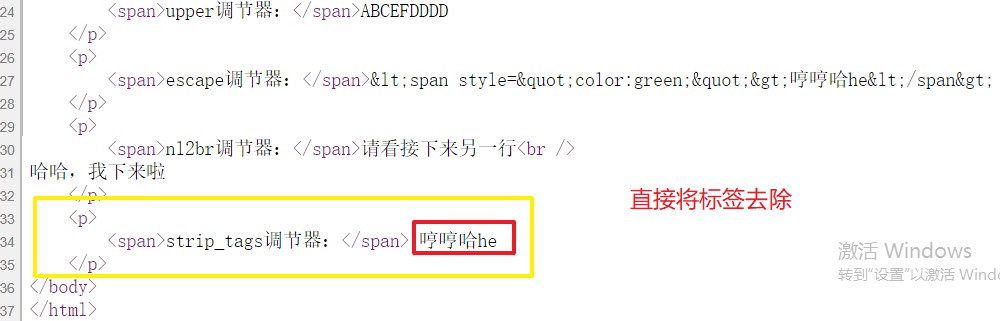 24 <span>upper调节器：</span>ABCEFDDDD
25 </p>
26 <p>
27 <span>escape调节器：</span>&lt;span style=&quot;color:green;&quot;&gt;哼哼哈he&lt;/span&gt;
28 </p>
29 <p>
30 <span>nl2br调节器：</span>请看接下来另一行<br />
31 哈哈，我下来啦
32 </p>
直接将标签去除
33 <p>
34 <span>strip_tags调节器：</span> 哼哼哈he
35 </p>
激活 Windows
36 </body>
转到"设置"以激活 Windo
37 </html>